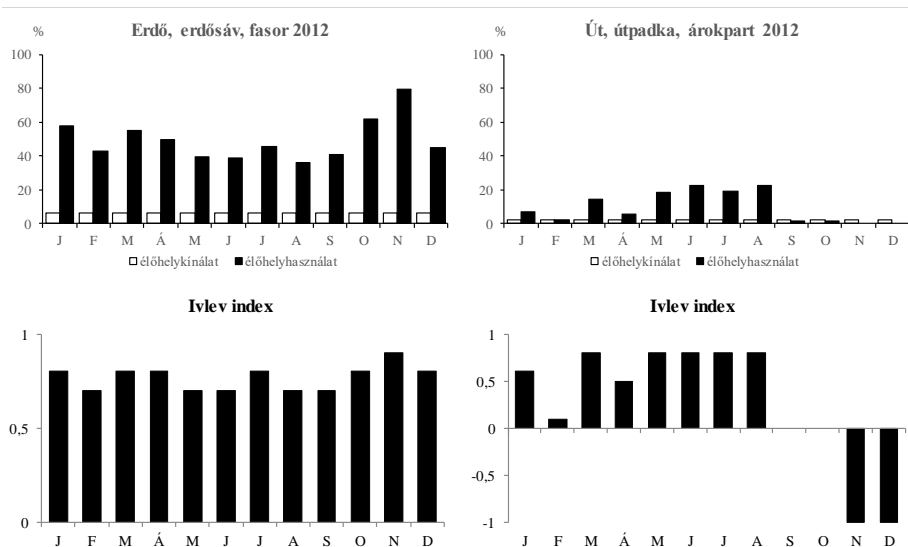 Erdő, erdősáv, fasor 2012
%
100
80
60
40
20
0
J F M Á M J J A S O N D
élőhelykínálat élőhelyhasználat
Út, útpadka, árokpart 2012
%
100
80
60
40
20
0
J F M Á M J J A S O N D
élőhelykínálat élőhelyhasználat
Ivlev index
1
0,5
0
J F M Á M J J A S O N D
Ivlev index
1
0,5
0
-0,5
-1
J F M Á M J J A S O N D